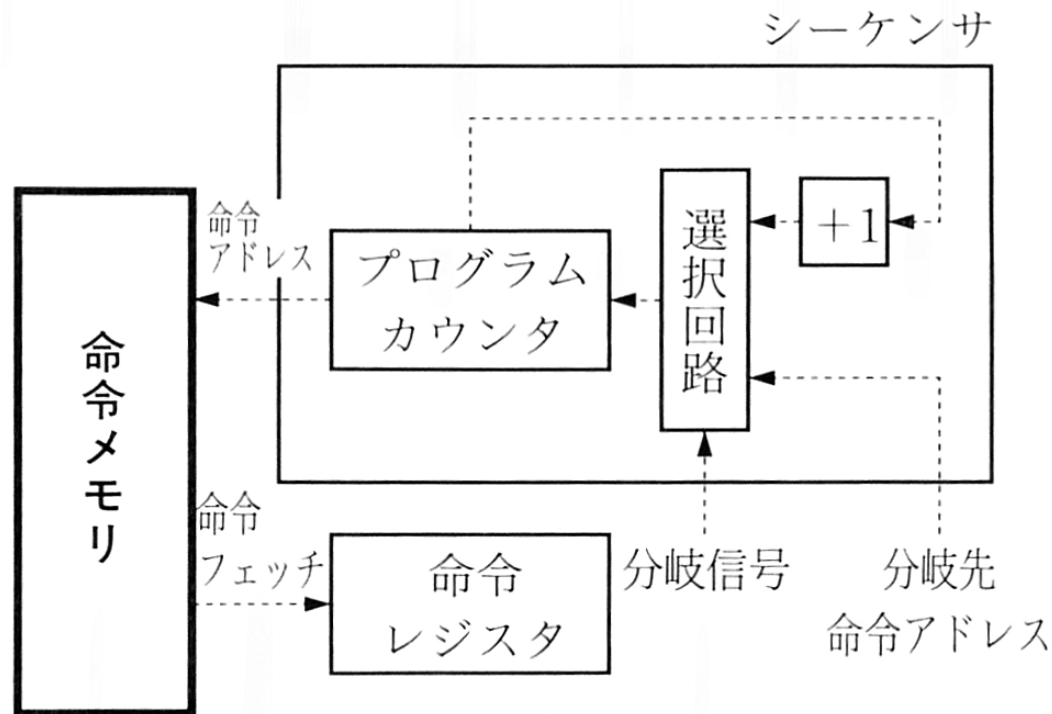 シーケンサ
命令
アドレス
プログラム
カウンタ
選択回路
+1
命令メモリ
命令
フェッチ
命令
レジスタ
分岐信号
分岐先
命令アドレス